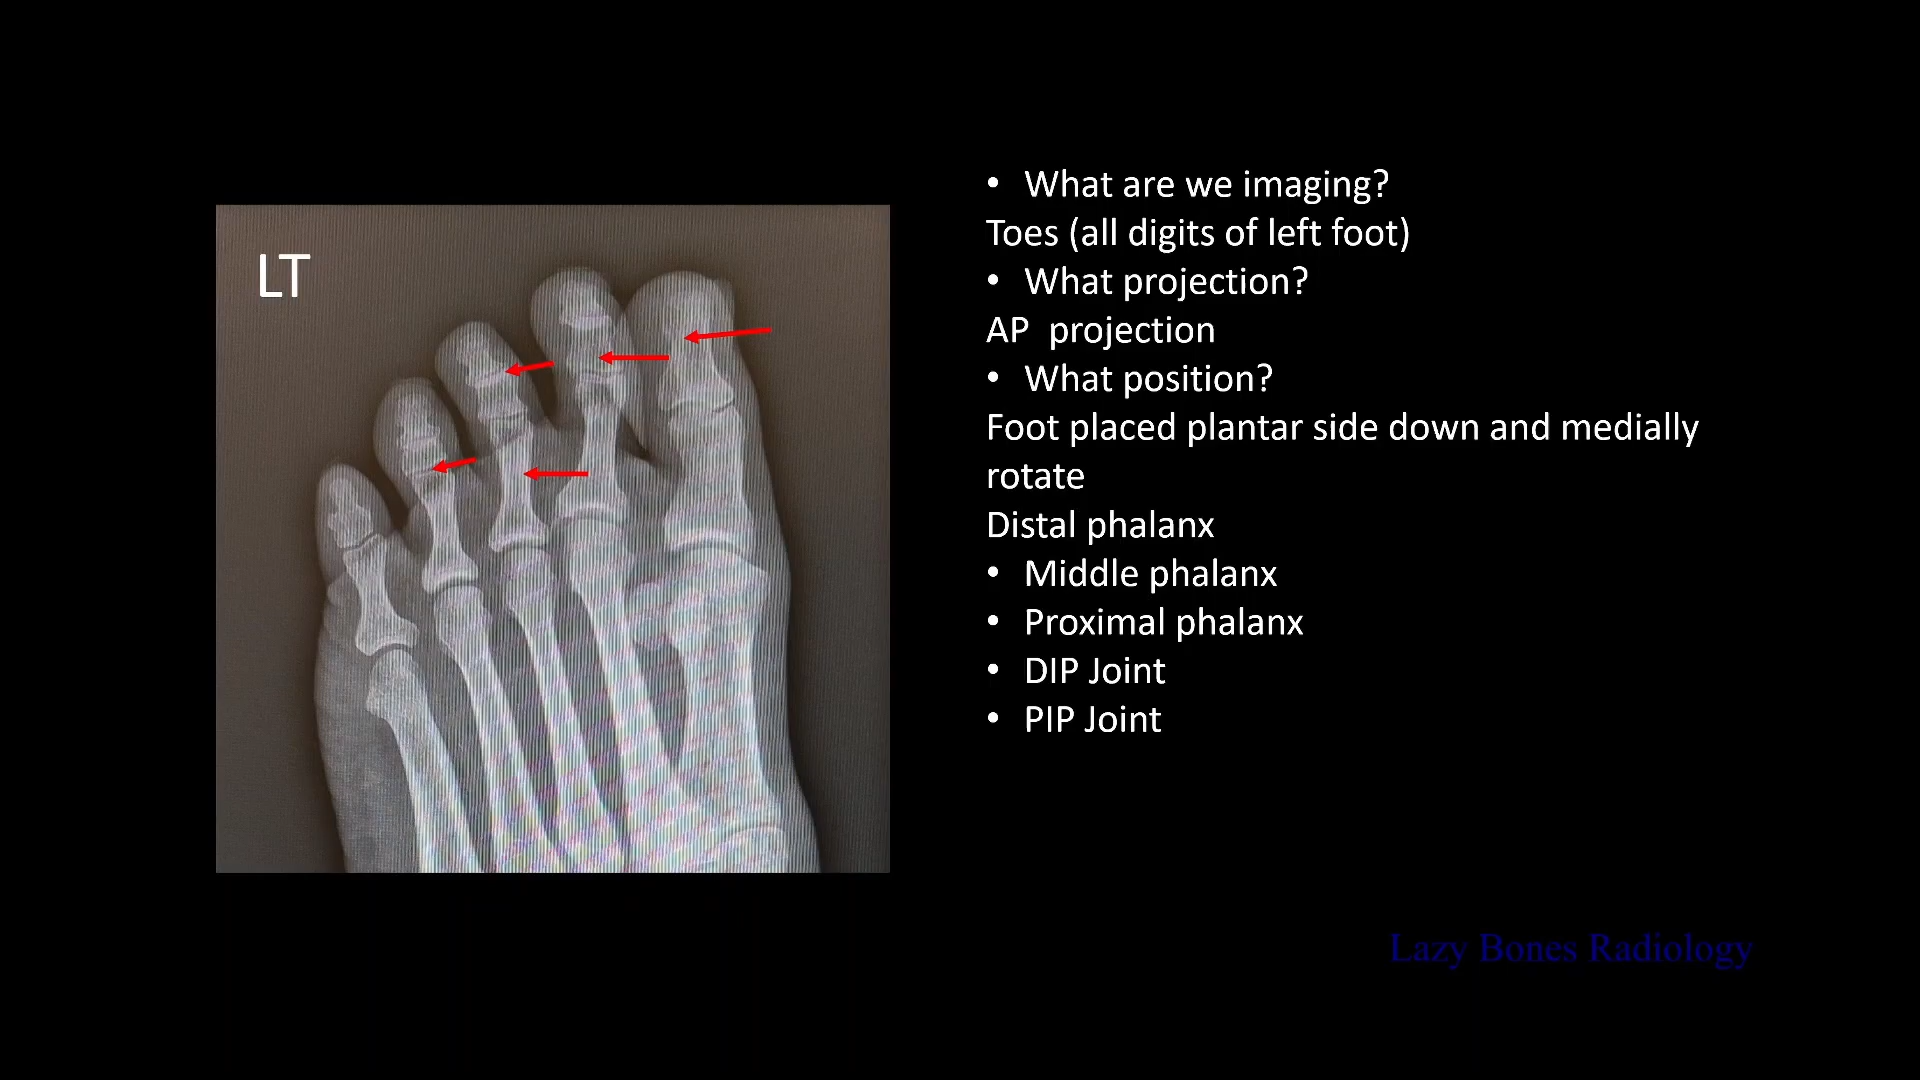 LT
• What are we imaging?
Toes (all digits of left foot)
• What projection?
AP projection
• What position?
Foot placed plantar side down and medially
rotate
Distal phalanx
• Middle phalanx
• Proximal phalanx
• DIP Joint
• PIP Joint
Lazy Bones Radiology